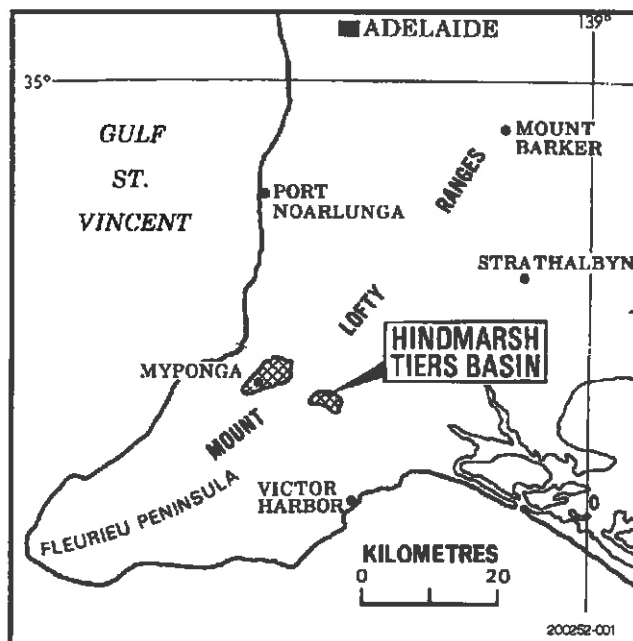 ADELAIDE
139°
35°
GULF
ST.
VINCENT
MOUNT
BARKER
RANGES
PORT
NOARLUNGA
STRATHALBYN
LOFTY
HINDMARSH
TIERS BASIN
MYPONGA
MOUNT
VICTOR
HARBOR
FLEURIEU PENINSULA
KILOMETRES
0 20
200252-001